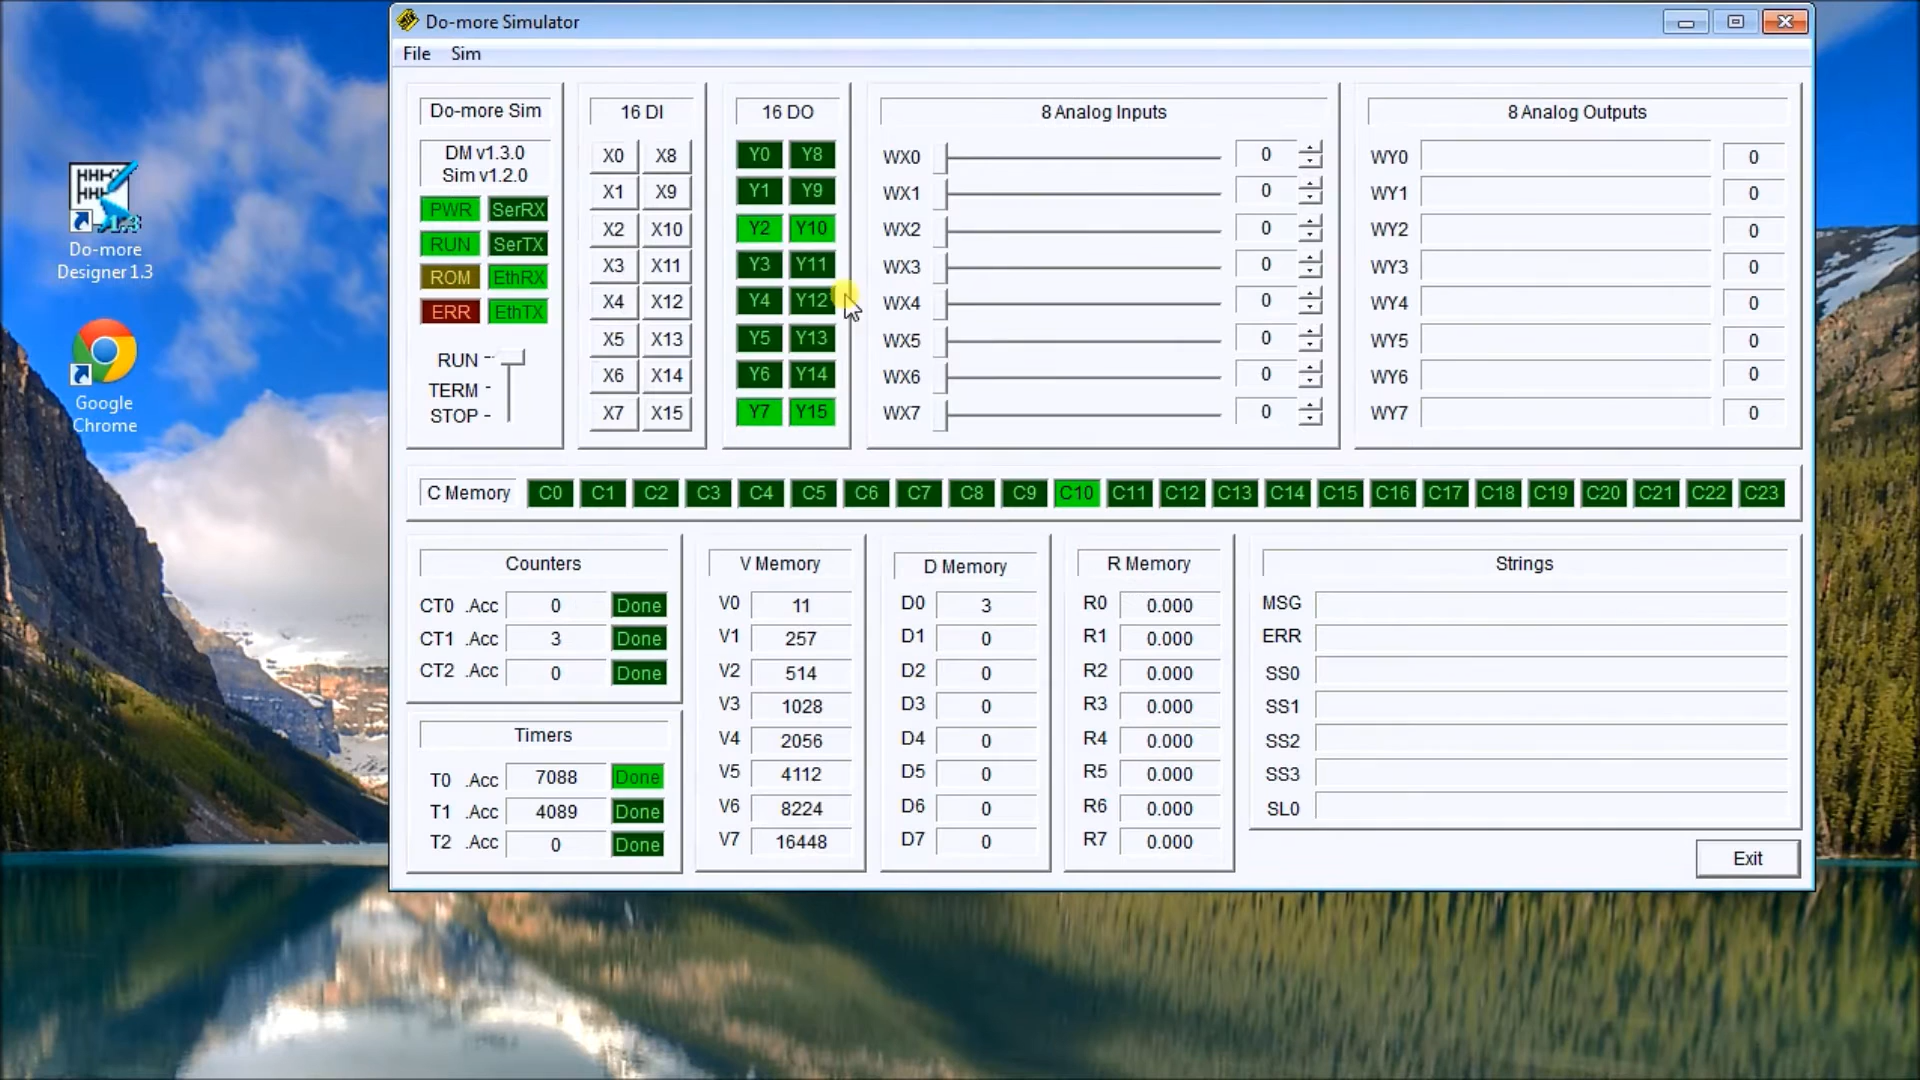 Do-more Simulator
File Sim
Do-more Sim
DM v1.3.0
Sim v1.2.0
PWR SerRX
RUN SerTX
ROM EthRX
ERR EthTX
RUN
TERM
STOP
16 DI
X0 X8
X1 X9
X2 X10
X3 X11
X4 X12
X5 X13
X6 X14
X7 X15
16 DO
Y0 Y8
Y1 Y9
Y2 Y10
Y3 Y11
Y4 Y12
Y5 Y13
Y6 Y14
Y7 Y15
8 Analog Inputs
WX0 0
WX1 0
WX2 0
WX3 0
WX4 0
WX5 0
WX6 0
WX7 0
8 Analog Outputs
WY0 0
WY1 0
WY2 0
WY3 0
WY4 0
WY5 0
WY6 0
WY7 0
C Memory C0 C1 C2 C3 C4 C5 C6 C7 C8 C9 C10 C11 C12 C13 C14 C15 C16 C17 C18 C19 C20 C21 C22 C23
Counters
CT0 .Acc 0 Done
CT1 .Acc 3 Done
CT2 .Acc 0 Done
Timers
T0 .Acc 7088 Done
T1 .Acc 4089 Done
T2 .Acc 0 Done
V Memory
V0 11
V1 257
V2 514
V3 1028
V4 2056
V5 4112
V6 8224
V7 16448
D Memory
D0 3
D1 0
D2 0
D3 0
D4 0
D5 0
D6 0
D7 0
R Memory
R0 0.000
R1 0.000
R2 0.000
R3 0.000
R4 0.000
R5 0.000
R6 0.000
R7 0.000
Strings
MSG
ERR
SS0
SS1
SS2
SS3
SL0
Exit
1.3
Do-more
Designer 1.3
Google
Chrome